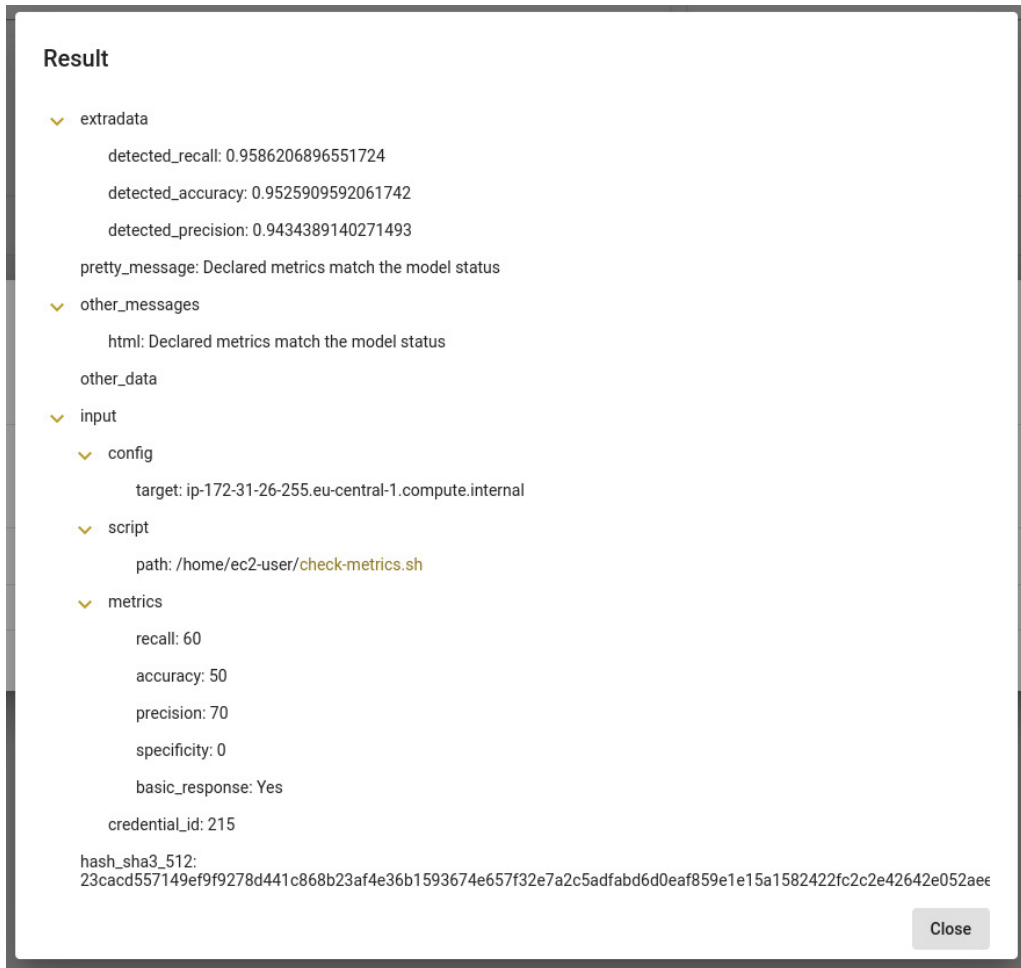 Result
extradata
detected_recall: 0.9586206896551724
detected_accuracy: 0.9525909592061742
detected_precision: 0.9434389140271493
pretty_message: Declared metrics match the model status
other_messages
html: Declared metrics match the model status
other_data
input
config
target: ip-172-31-26-255.eu-central-1.compute.internal
script
path: /home/ec2-user/check-metrics.sh
metrics
recall: 60
accuracy: 50
precision: 70
specificity: 0
basic_response: Yes
credential_id: 215
hash_sha3_512:
23cacd557149ef9f9278d441c868b23af4e36b1593674e657f32e7a2c5adfabd6d0eaf859e1e15a1582422fc2c2e42642e052aee
Close